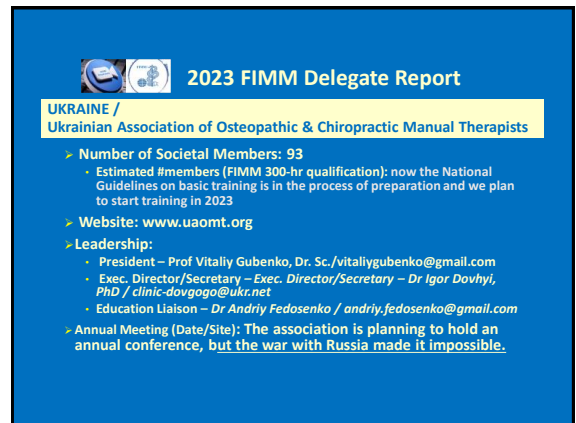 2023 FIMM Delegate Report
UKRAINE /
Ukrainian Association of Osteopathic & Chiropractic Manual Therapists
➢ Number of Societal Members: 93
• Estimated #members (FIMM 300-hr qualification): now the National
Guidelines on basic training is in the process of preparation and we plan
to start training in 2023
➢ Website: www.uaomt.org
➢Leadership:
• President – Prof Vitaliy Gubenko, Dr. Sc./vitaliygubenko@gmail.com
• Exec. Director/Secretary – Exec. Director/Secretary – Dr Igor Dovhyi,
PhD / clinic-dovgogo@ukr.net
• Education Liaison – Dr Andriy Fedosenko / andriy.fedosenko@gmail.com
➢Annual Meeting (Date/Site): The association is planning to hold an
annual conference, but the war with Russia made it impossible.